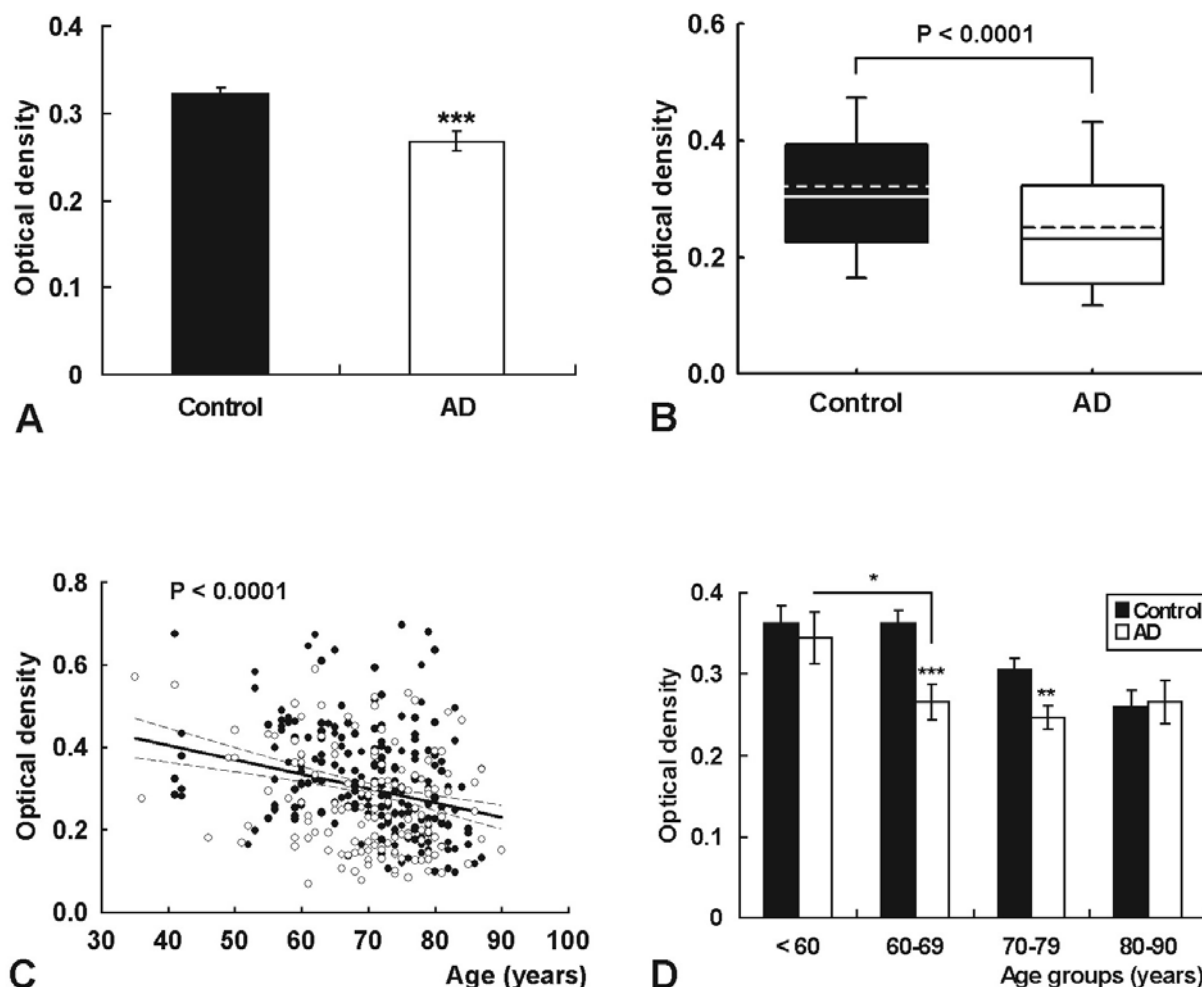 0.4
0.3
0.2
0.1
0
Optical density
***
Control
AD
A
0.6
0.4
0.2
0.0
Optical density
P < 0.0001
Control
AD
B
0.8
0.6
0.4
0.2
0.0
Optical density
P < 0.0001
30 40 50 60 70 80 90 100
Age (years)
C
0.4
0.3
0.2
0.1
0
Optical density
*
***
**
Control
AD
< 60 60-69 70-79 80-90
Age groups (years)
D